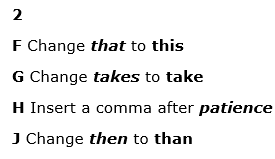 2
F Change that to this
G Change takes to take
H Insert a comma after patience
J Change then to than